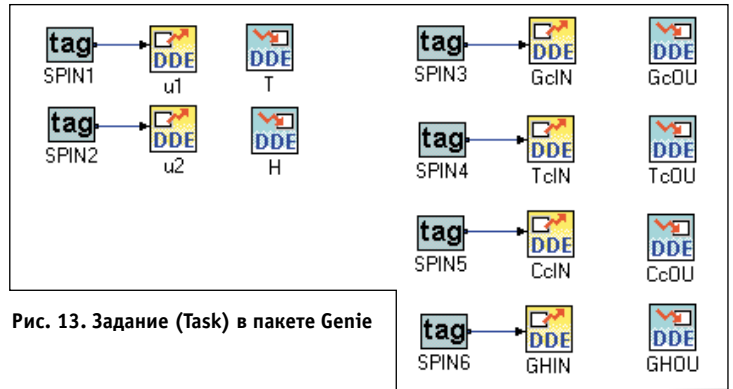 tag DDE DDE
SPIN1 u1 T
tag DDE DDE
SPIN2 u2 H
tag DDE DDE
SPIN3 GcIN GcOU
tag DDE DDE
SPIN4 TcIN TcOU
tag DDE DDE
SPIN5 CcIN CcOU
tag DDE DDE
SPIN6 GHIN GHOU
Рис. 13. Задание (Task) в пакете Genie